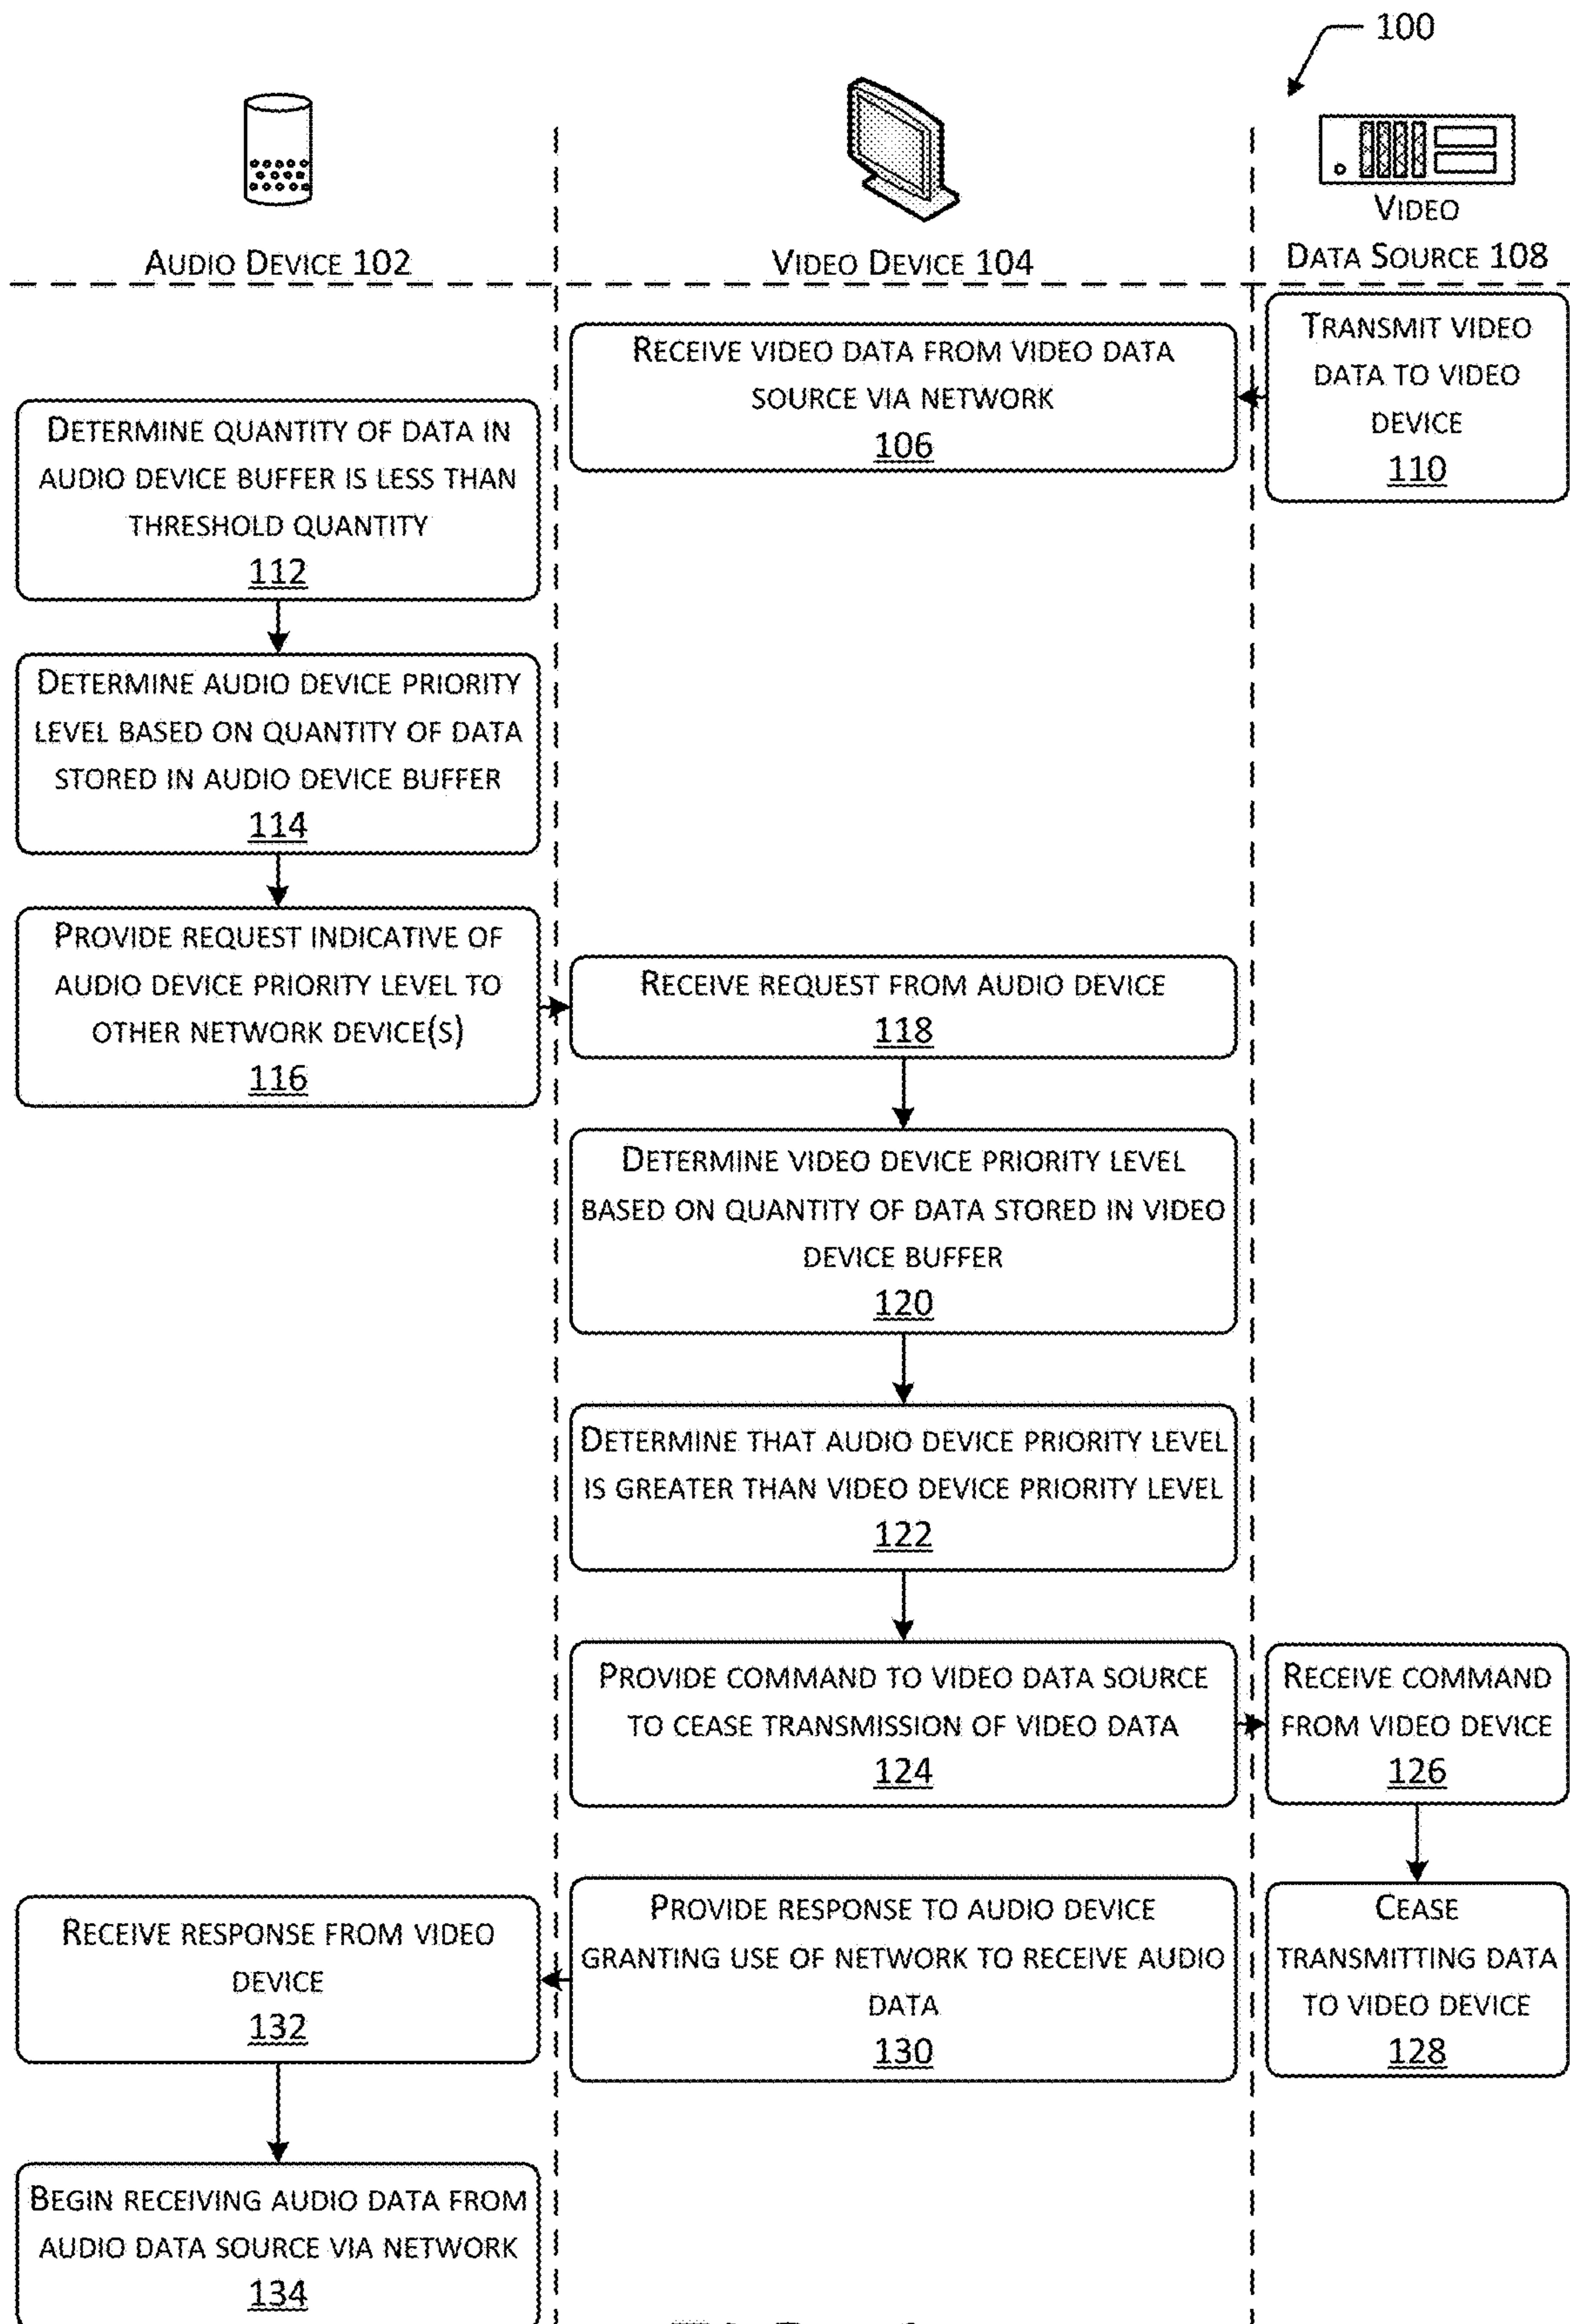 100
AUDIO DEVICE 102
VIDEO DEVICE 104
VIDEO
DATA SOURCE 108
RECEIVE VIDEO DATA FROM VIDEO DATA
SOURCE VIA NETWORK
106
TRANSMIT VIDEO
DATA TO VIDEO
DEVICE
110
DETERMINE QUANTITY OF DATA IN
AUDIO DEVICE BUFFER IS LESS THAN
THRESHOLD QUANTITY
112
DETERMINE AUDIO DEVICE PRIORITY
LEVEL BASED ON QUANTITY OF DATA
STORED IN AUDIO DEVICE BUFFER
114
PROVIDE REQUEST INDICATIVE OF
AUDIO DEVICE PRIORITY LEVEL TO
OTHER NETWORK DEVICE(S)
116
RECEIVE REQUEST FROM AUDIO DEVICE
118
DETERMINE VIDEO DEVICE PRIORITY LEVEL
BASED ON QUANTITY OF DATA STORED IN VIDEO
DEVICE BUFFER
120
DETERMINE THAT AUDIO DEVICE PRIORITY LEVEL
IS GREATER THAN VIDEO DEVICE PRIORITY LEVEL
122
PROVIDE COMMAND TO VIDEO DATA SOURCE
TO CEASE TRANSMISSION OF VIDEO DATA
124
RECEIVE COMMAND
FROM VIDEO DEVICE
126
CEASE
TRANSMITTING DATA
TO VIDEO DEVICE
128
PROVIDE RESPONSE TO AUDIO DEVICE
GRANTING USE OF NETWORK TO RECEIVE AUDIO
DATA
130
RECEIVE RESPONSE FROM VIDEO
DEVICE
132
BEGIN RECEIVING AUDIO DATA FROM
AUDIO DATA SOURCE VIA NETWORK
134